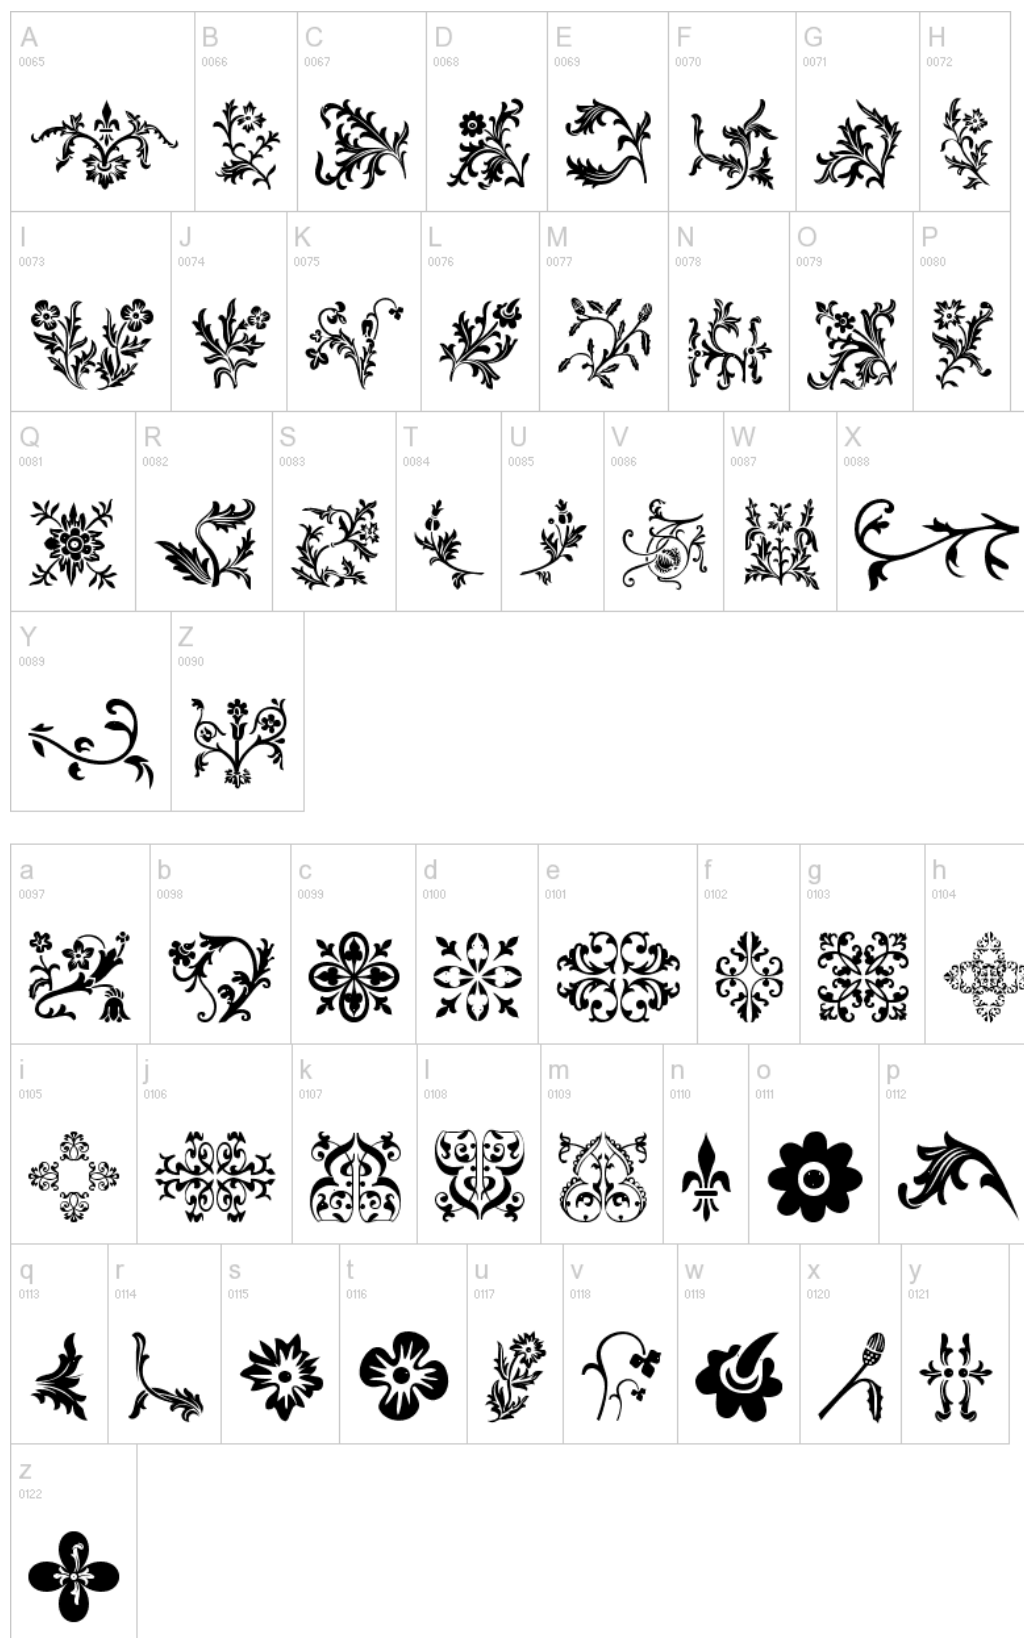 A B C D E F G H
0065 0066 0067 0068 0069 0070 0071 0072
I J K L M N O P
0073 0074 0075 0076 0077 0078 0079 0080
Q R S T U V W X
0081 0082 0083 0084 0085 0086 0087 0088
Y Z
0089 0090
a b c d e f g h
0097 0098 0099 0100 0101 0102 0103 0104
i j k l m n o p
0105 0106 0107 0108 0109 0110 0111 0112
q r s t u v w x y
0113 0114 0115 0116 0117 0118 0119 0120 0121
z
0122